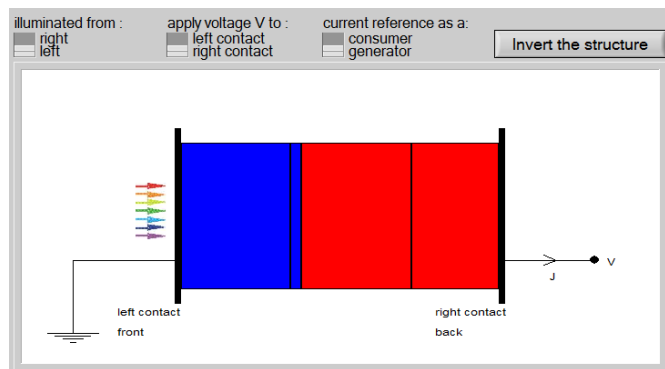 illuminated from : apply voltage V to : current reference as a:
right left contact consumer
left right contact generator
Invert the structure
V
J
left contact right contact
front back